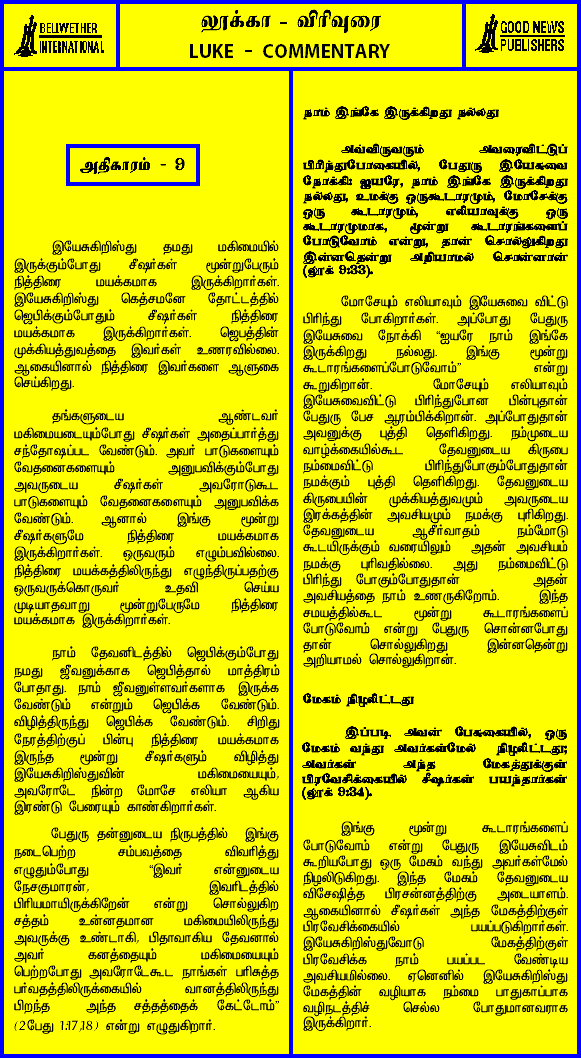 BELLWETHER
INTERNATIONAL
லூக்கா - விரிவுரை
LUKE - COMMENTARY
GOOD NEWS
PUBLISHERS
அதிகாரம் - 9
இயேசுகிறிஸ்து தமது மகிமையில்
இருக்கும்போது சீஷர்கள் மூன்றுபேரும்
நித்திரை மயக்கமாக இருக்கிறார்கள்.
இயேசுகிறிஸ்து கெத்சமனே தோட்டத்தில்
ஜெபிக்கும்போதும் சீஷர்கள் நித்திரை
மயக்கமாக இருக்கிறார்கள். ஜெபத்தின்
முக்கியத்துவத்தை இவர்கள் உணரவில்லை.
ஆகையினால் நித்திரை இவர்களை ஆளுகை
செய்கிறது.
தங்களுடைய ஆண்டவர்
மகிமையடையும்போது சீஷர்கள் அதைப்பார்த்து
சந்தோஷப்பட வேண்டும். அவர் பாடுகளையும்
வேதனைகளையும் அனுபவிக்கும்போது
அவருடைய சீஷர்கள் அவரோடுகூட
பாடுகளையும் வேதனைகளையும் அனுபவிக்க
வேண்டும். ஆனால் இங்கு மூன்று
சீஷர்களுமே நித்திரை மயக்கமாக
இருக்கிறார்கள். ஒருவரும் எழும்பவில்லை.
நித்திரை மயக்கத்திலிருந்து எழுந்திருப்பதற்கு
ஒருவருக்கொருவர் உதவி செய்ய
முடியாதவாறு மூன்றுபேருமே நித்திரை
மயக்கமாக இருக்கிறார்கள்.
நாம் தேவனிடத்தில் ஜெபிக்கும்போது
நமது ஜீவனுக்காக ஜெபித்தால் மாத்திரம்
போதாது. நாம் ஜீவனுள்ளவர்களாக இருக்க
வேண்டும் என்றும் ஜெபிக்க வேண்டும்.
விழித்திருந்து ஜெபிக்க வேண்டும். சிறிது
நேரத்திற்குப் பின்பு நித்திரை மயக்கமாக
இருந்த மூன்று சீஷர்களும் விழித்து
இயேசுகிறிஸ்துவின் மகிமையையும்,
அவரோடே நின்ற மோசே எலியா ஆகிய
இரண்டு பேரையும் காண்கிறார்கள்.
பேதுரு தன்னுடைய நிருபத்தில் இங்கு
நடைபெற்ற சம்பவத்தை விவரித்து
எழுதும்போது “இவர் என்னுடைய
நேசகுமாரன், இவரிடத்தில்
பிரியமாயிருக்கிறேன் என்று சொல்லுகிற
சத்தம் உன்னதமான மகிமையிலிருந்து
அவருக்கு உண்டாகி, பிதாவாகிய தேவனால்
அவர் கனத்தையும் மகிமையையும்
பெற்றபோது அவரோடேகூட நாங்கள் பரிசுத்த
பர்வதத்திலிருக்கையில் வானத்திலிருந்து
பிறந்த அந்த சத்தத்தைக் கேட்டோம்”
(2பேது 1:17,18) என்று எழுதுகிறார்.
நாம் இங்கே இருக்கிறது நல்லது
அவ்விருவரும் அவரைவிட்டுப்
பிரிந்துபோகையில், பேதுரு இயேசுவை
நோக்கி: ஐயரே, நாம் இங்கே இருக்கிறது
நல்லது, உமக்கு ஒருகூடாரமும், மோசேக்கு
ஒரு கூடாரமும், எலியாவுக்கு ஒரு
கூடாரமுமாக, மூன்று கூடாரங்களைப்
போடுவோம் என்று, தான் சொல்லுகிறது
இன்னதென்று அறியாமல் சொன்னான்
(லூக் 9:33).
மோசேயும் எலியாவும் இயேசுவை விட்டு
பிரிந்து போகிறார்கள். அப்போது பேதுரு
இயேசுவை நோக்கி “ஐயரே நாம் இங்கே
இருக்கிறது நல்லது. இங்கு மூன்று
கூடாரங்களைப்போடுவோம்” என்று
கூறுகிறான். மோசேயும் எலியாவும்
இயேசுவைவிட்டு பிரிந்துபோன பின்புதான்
பேதுரு பேச ஆரம்பிக்கிறான். அப்போதுதான்
அவனுக்கு புத்தி தெளிகிறது. நம்முடைய
வாழ்க்கையில்கூட தேவனுடைய கிருபை
நம்மைவிட்டு பிரிந்துபோகும்போதுதான்
நமக்கும் புத்தி தெளிகிறது. தேவனுடைய
கிருபையின் முக்கியத்துவமும் அவருடைய
இரக்கத்தின் அவசியமும் நமக்கு புரிகிறது.
தேவனுடைய ஆசீர்வாதம் நம்மோடு
கூடயிருக்கும் வரையிலும் அதன் அவசியம்
நமக்கு புரிவதில்லை. அது நம்மைவிட்டு
பிரிந்து போகும்போதுதான் அதன்
அவசியத்தை நாம் உணருகிறோம். இந்த
சமயத்தில்கூட மூன்று கூடாரங்களைப்
போடுவோம் என்று பேதுரு சொன்னபோது
தான் சொல்லுகிறது இன்னதென்று
அறியாமல் சொல்லுகிறான்.
மேகம் நிழலிட்டது
இப்படி அவன் பேசுகையில், ஒரு
மேகம் வந்து அவர்கள்மேல் நிழலிட்டது;
அவர்கள் அந்த மேகத்துக்குள்
பிரவேசிக்கையில் சீஷர்கள் பயந்தார்கள்
(லூக் 9:34).
இங்கு மூன்று கூடாரங்களைப்
போடுவோம் என்று பேதுரு இயேசுவிடம்
கூறியபோது ஒரு மேகம் வந்து அவர்கள்மேல்
நிழலிடுகிறது. இந்த மேகம் தேவனுடைய
விசேஷித்த பிரசன்னத்திற்கு அடையாளம்.
ஆகையினால் சீஷர்கள் அந்த மேகத்திற்குள்
பிரவேசிக்கையில் பயப்படுகிறார்கள்.
இயேசுகிறிஸ்துவோடு மேகத்திற்குள்
பிரவேசிக்க நாம் பயப்பட வேண்டிய
அவசியமில்லை. ஏனெனில் இயேசுகிறிஸ்து
மேகத்தின் வழியாக நம்மை பாதுகாப்பாக
வழிநடத்திச் செல்ல போதுமானவராக
இருக்கிறார்.